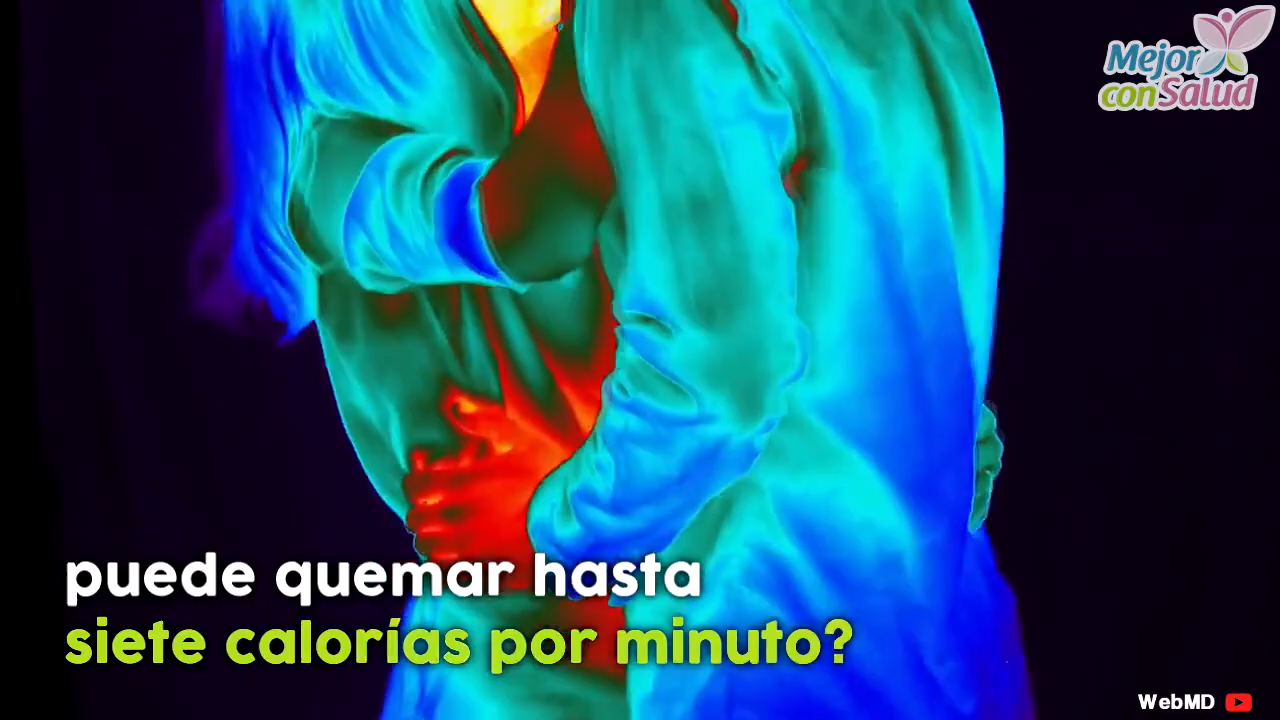 Mejor
conSalud
puede quemar hasta
siete calorías por minuto?
WebMD